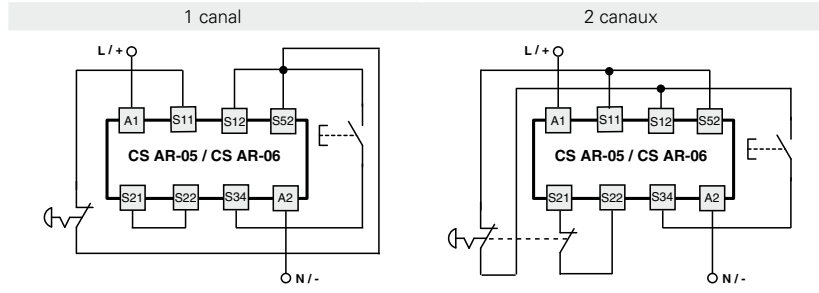 1 canal
2 canaux
L / +
A1 S11 S12 S52
CS AR-05 / CS AR-06
S21 S22 S34 A2
N / -
L / +
A1 S11 S12 S52
CS AR-05 / CS AR-06
S21 S22 S34 A2
N / -